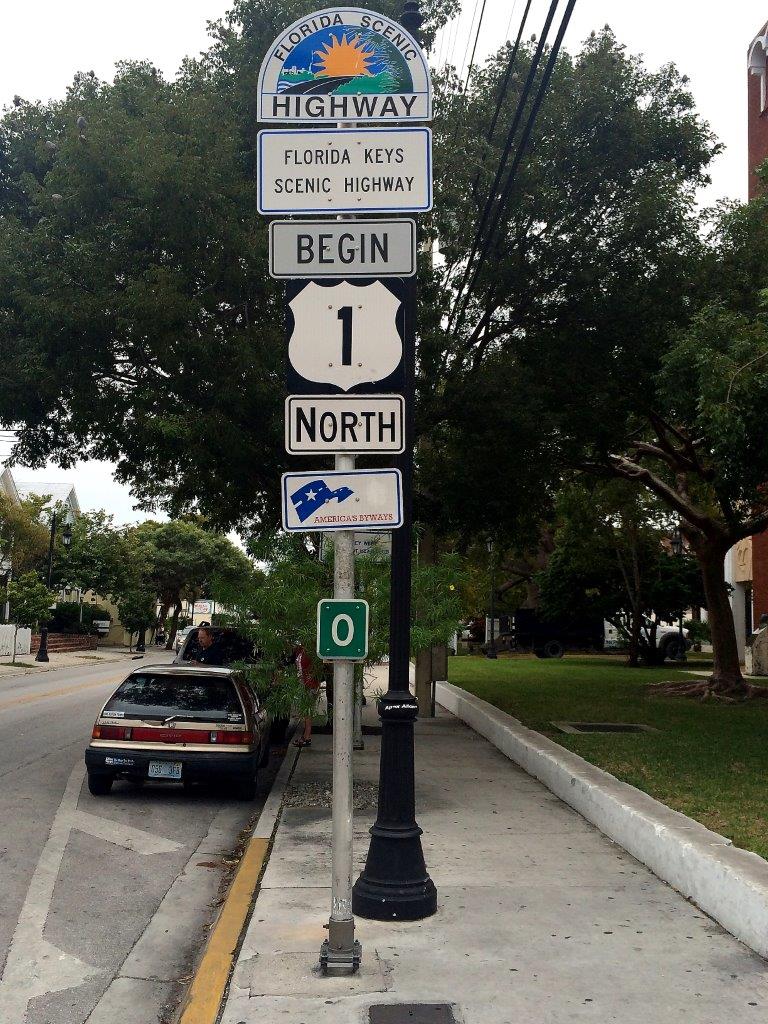 FLORIDA SCENIC
HIGHWAY
FLORIDA KEYS
SCENIC HIGHWAY
BEGIN
1
NORTH
AMERICA'S BYWAYS
0